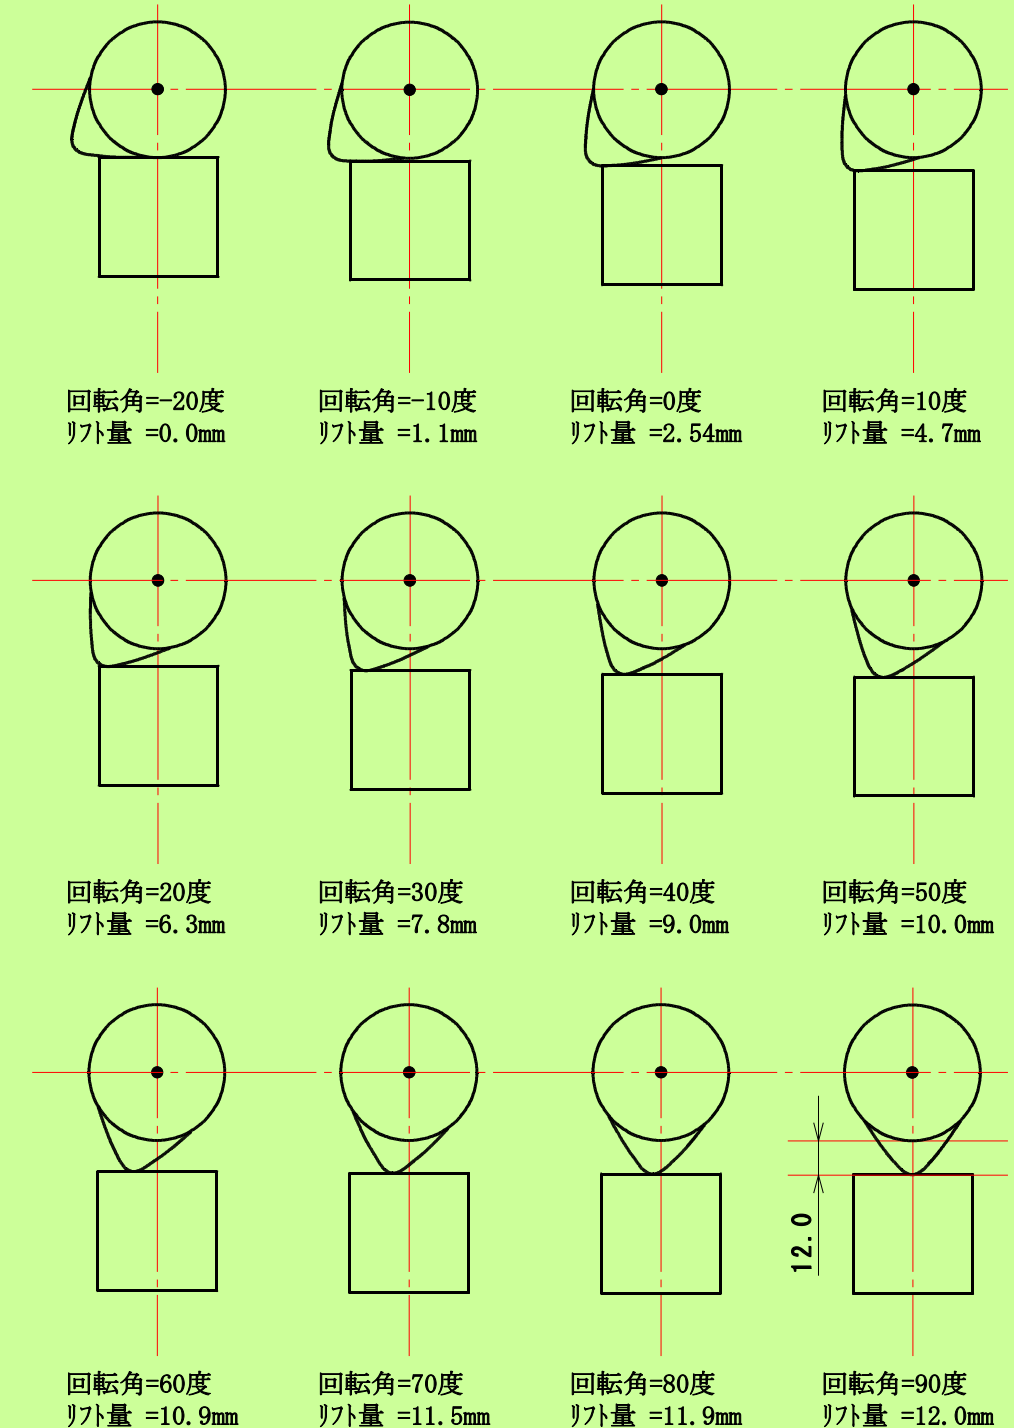 回転角=-20度
ﾘﾌﾄ量 =0.0mm
回転角=-10度
ﾘﾌﾄ量 =1.1mm
回転角=0度
ﾘﾌﾄ量 =2.54mm
回転角=10度
ﾘﾌﾄ量 =4.7mm
回転角=20度
ﾘﾌﾄ量 =6.3mm
回転角=30度
ﾘﾌﾄ量 =7.8mm
回転角=40度
ﾘﾌﾄ量 =9.0mm
回転角=50度
ﾘﾌﾄ量 =10.0mm
12.0
回転角=60度
ﾘﾌﾄ量 =10.9mm
回転角=70度
ﾘﾌﾄ量 =11.5mm
回転角=80度
ﾘﾌﾄ量 =11.9mm
回転角=90度
ﾘﾌﾄ量 =12.0mm